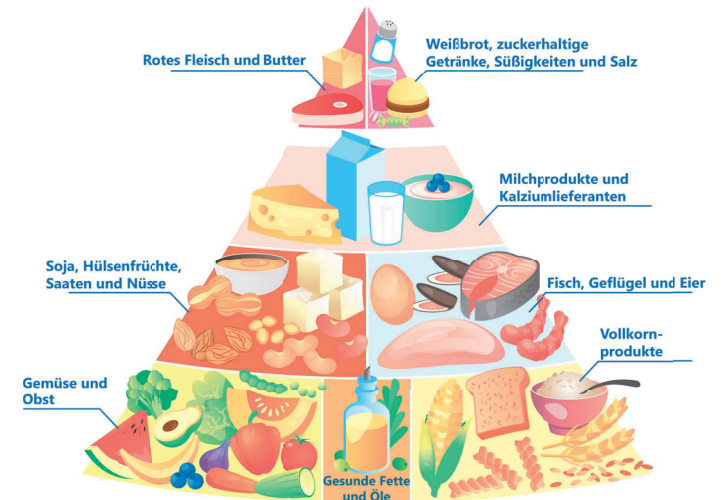 Rotes Fleisch und Butter
Weißbrot, zuckerhaltige
Getränke, Süßigkeiten und Salz
Milchprodukte und
Kalziumlieferanten
Soja, Hülsenfrüchte,
Saaten und Nüsse
Fisch, Geflügel und Eier
Vollkorn-
produkte
Gemüse und
Obst
Gesunde Fette
und Öle